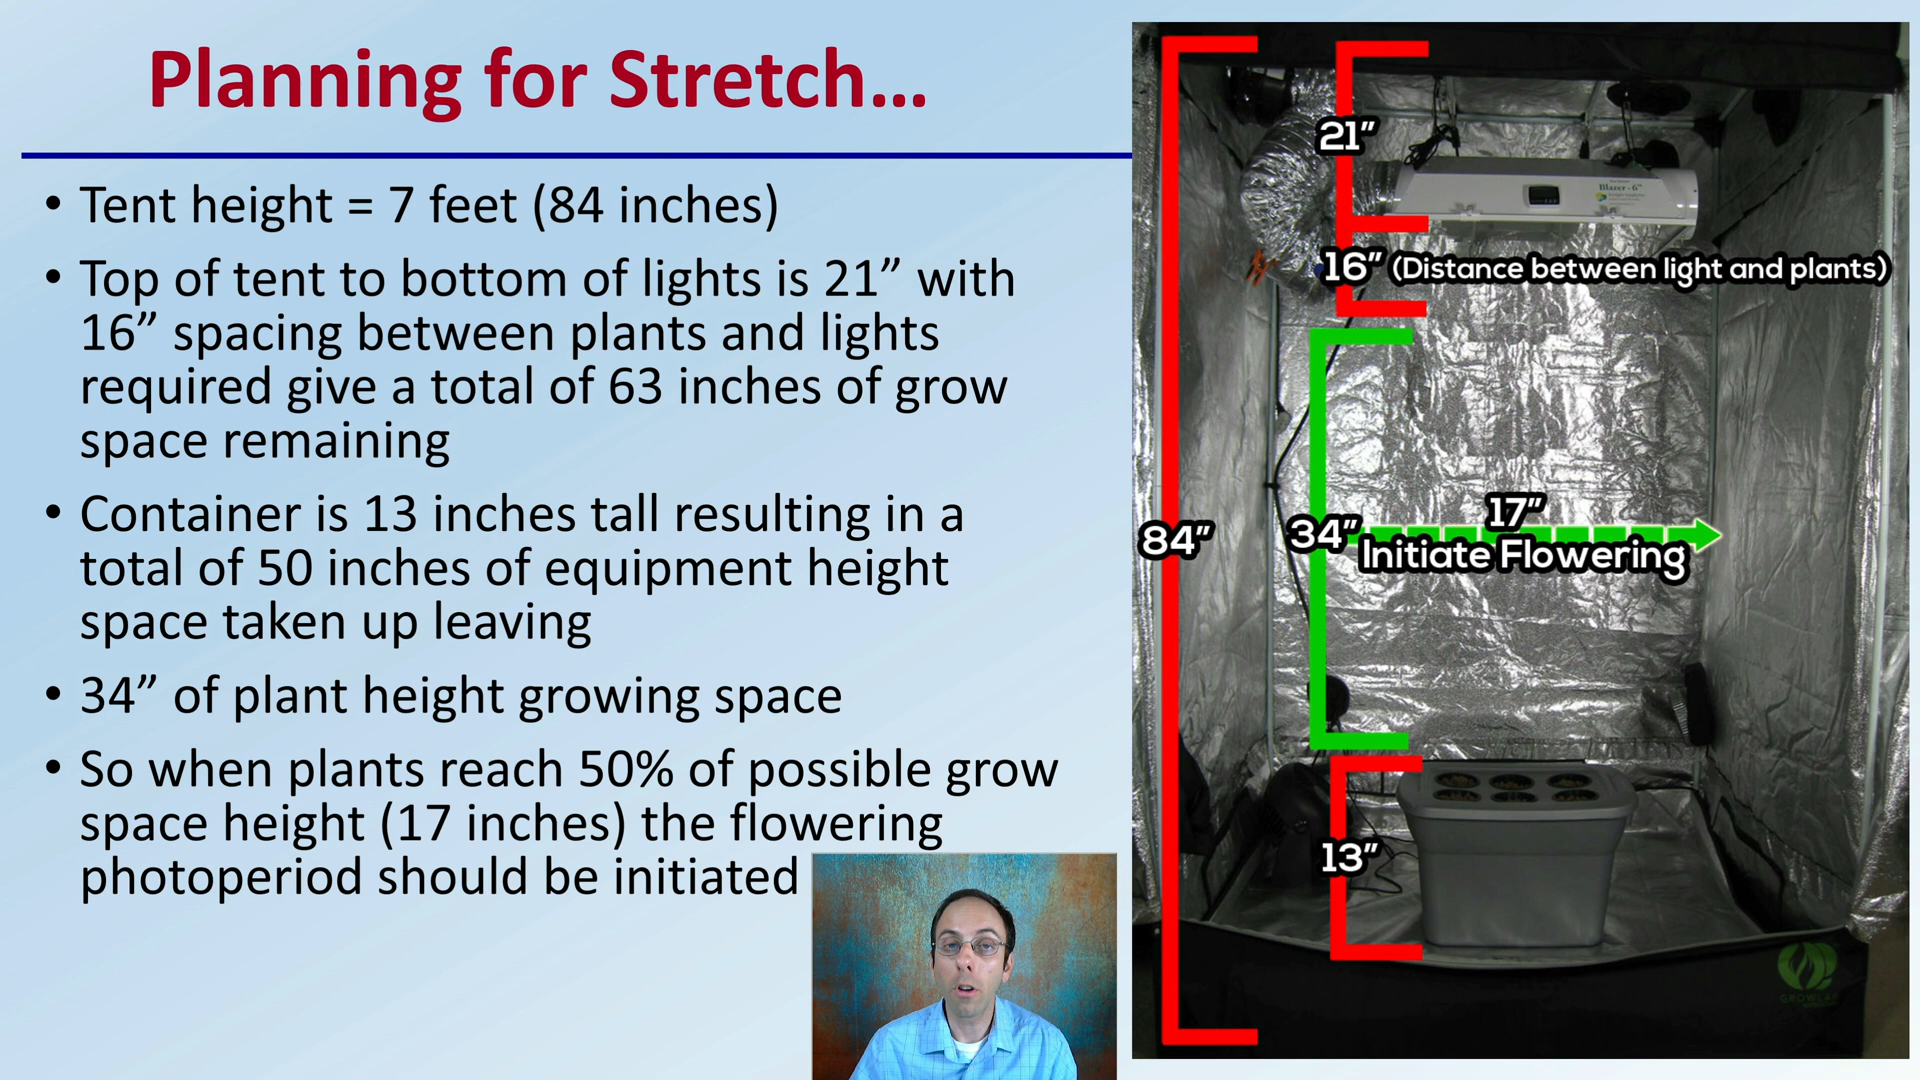 Planning for Stretch…
• Tent height = 7 feet (84 inches)
• Top of tent to bottom of lights is 21” with
16” spacing between plants and lights
required give a total of 63 inches of grow
space remaining
• Container is 13 inches tall resulting in a
total of 50 inches of equipment height
space taken up leaving
• 34” of plant height growing space
• So when plants reach 50% of possible grow
space height (17 inches) the flowering
photoperiod should be initiated
21”
Blazer - 6”
16” (Distance between light and plants)
84”
34”
17”
Initiate Flowering
13”